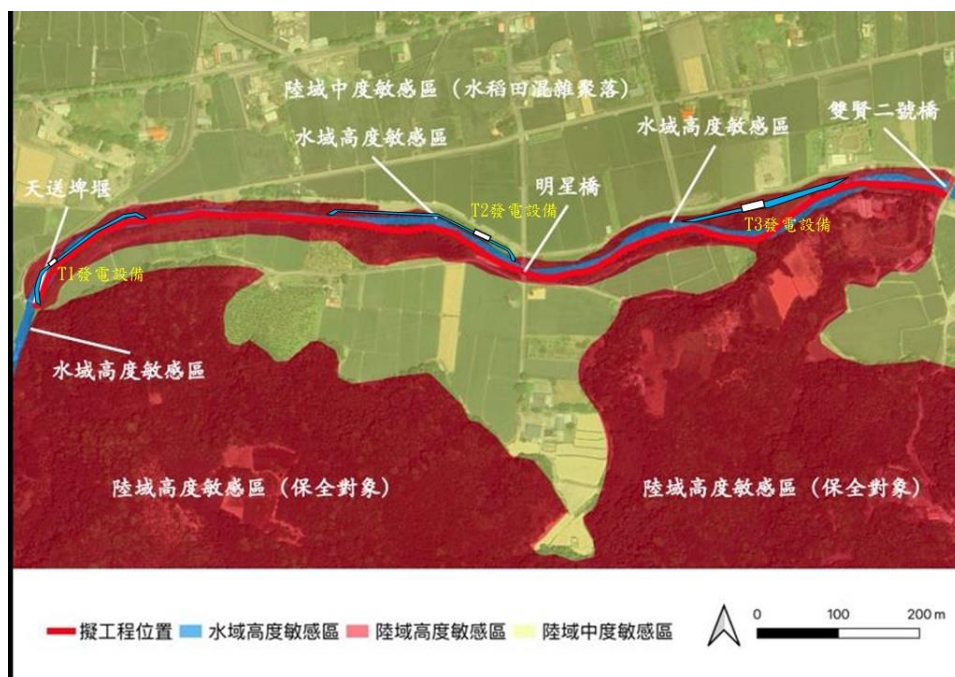 陸域中度敏感區（水稻田混雜聚落）
水域高度敏感區
水域高度敏感區
雙賢二號橋
天送埤堰
明星橋
T2發電設備
T3發電設備
T1發電設備
水域高度敏感區
陸域高度敏感區（保全對象）
陸域高度敏感區（保全對象）
擬工程位置
水域高度敏感區
陸域高度敏感區
陸域中度敏感區
0 100 200 m